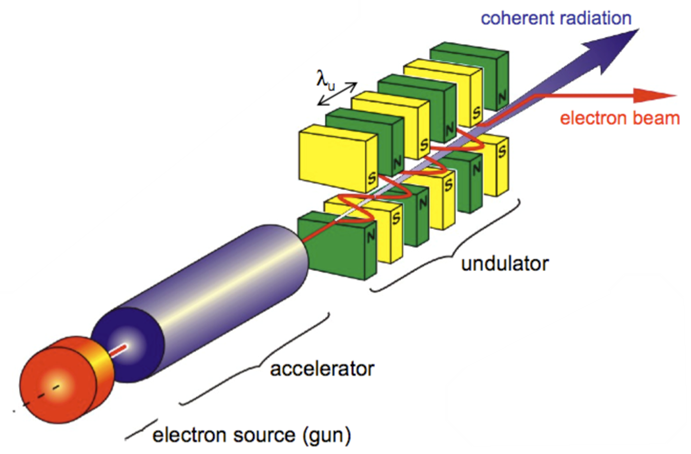 coherent radiation
λu
electron beam
N
S
N
S
N
S
S
N
S
N
S
N
undulator
accelerator
electron source (gun)